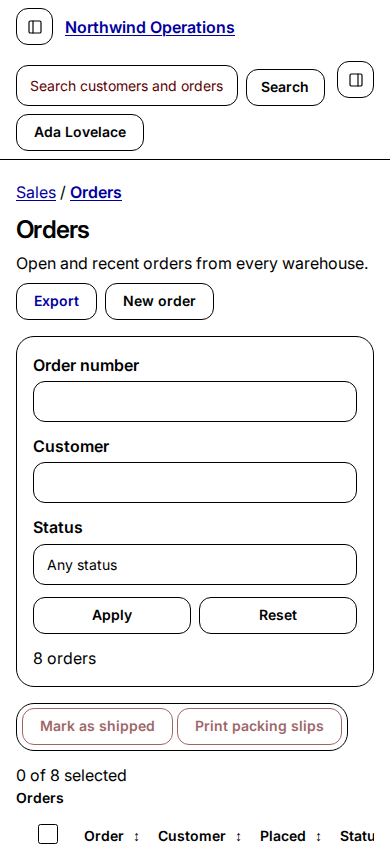 Northwind Operations
Search customers and orders
Search
Ada Lovelace
Sales / Orders
Orders
Open and recent orders from every warehouse.
Export
New order
Order number
Customer
Status
Any status
Apply
Reset
8 orders
Mark as shipped
Print packing slips
0 of 8 selected
Orders
Order ↕ Customer ↕ Placed ↕ Statu